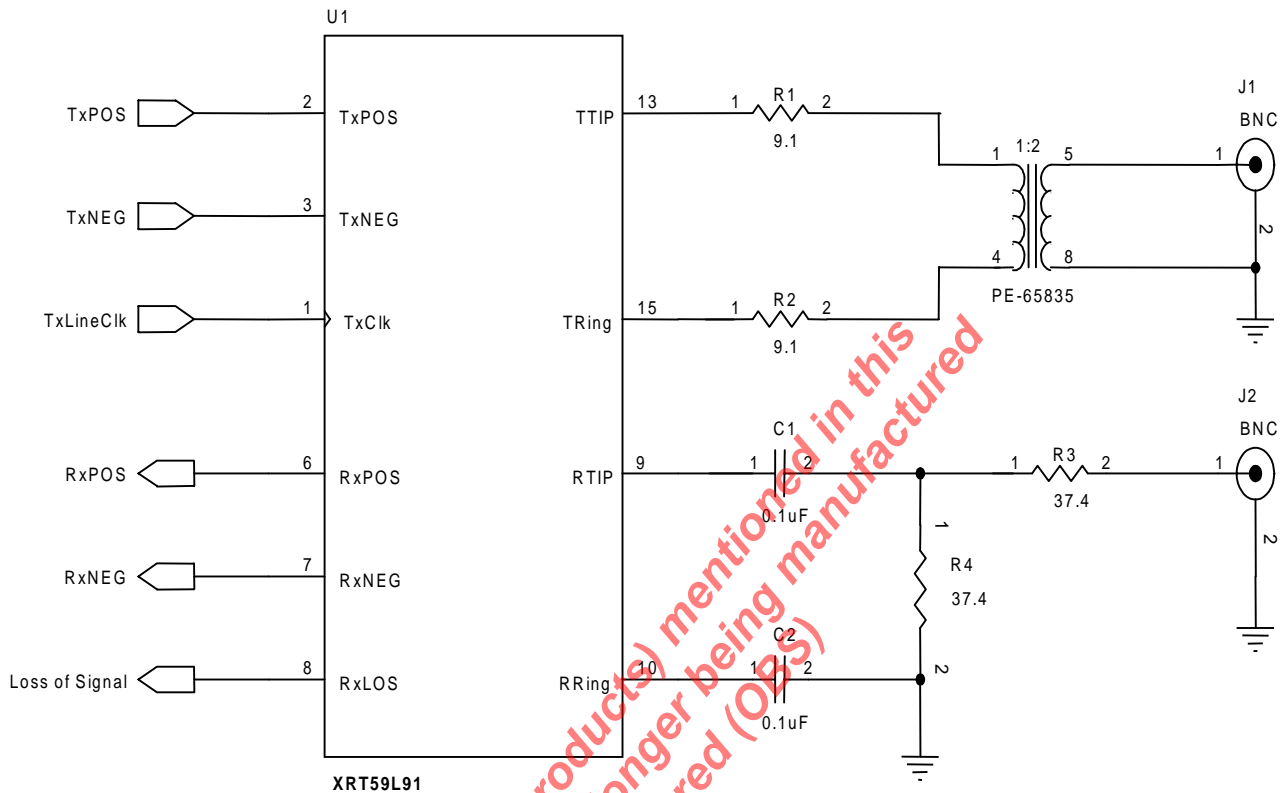 U1
J1
BNC
TxPOS 2 TxPOS
TTIP 13 1 R1 2
9.1
1 1:2 5
1
2
TxNEG 3 TxNEG
4 8
PE-65835
TxLineClk 1 TxClk
TRing 15 1 R2 2
9.1
J2
BNC
RxPOS 6 RxPOS
RTIP 9 1 C1 2
0.1uF
1 R3 2
37.4
1
2
1
R4
37.4
2
RxNEG 7 RxNEG
Loss of Signal 8 RxLOS
RRing 10 1 C2 2
0.1uF
XRT59L91
roducts) mentioned in this
onger being manufactured
red (OBS)